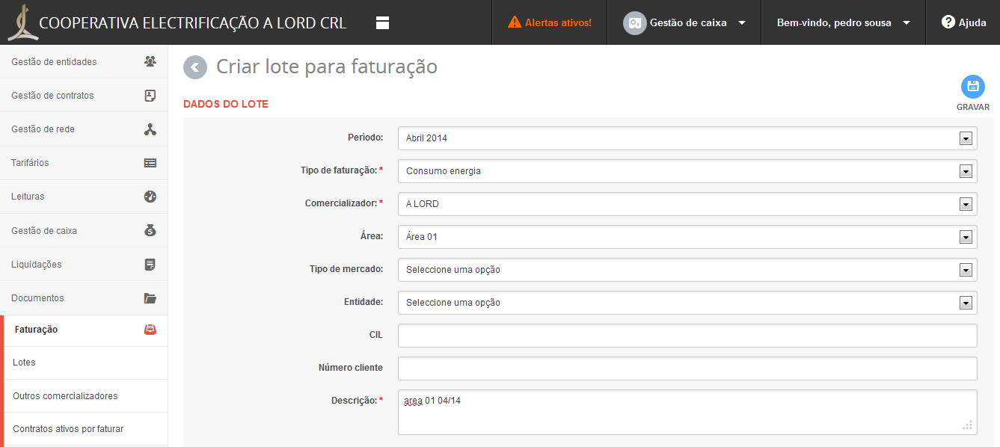 COOPERATIVA ELECTRIFICAÇÃO A LORD CRL
Alertas ativos!
Gestão de caixa
Bem-vindo, pedro sousa
Ajuda
Gestão de entidades
Gestão de contratos
Gestão de rede
Tarifários
Leituras
Gestão de caixa
Liquidações
Documentos
Faturação
Lotes
Outros comercializadores
Contratos ativos por faturar
Criar lote para faturação
GRAVAR
DADOS DO LOTE
Período: Abril 2014
Tipo de faturação: * Consumo energia
Comercializador: * A LORD
Área: Área 01
Tipo de mercado: Seleccione uma opção
Entidade: Seleccione uma opção
CIL
Número cliente
Descrição: * area 01 04/14